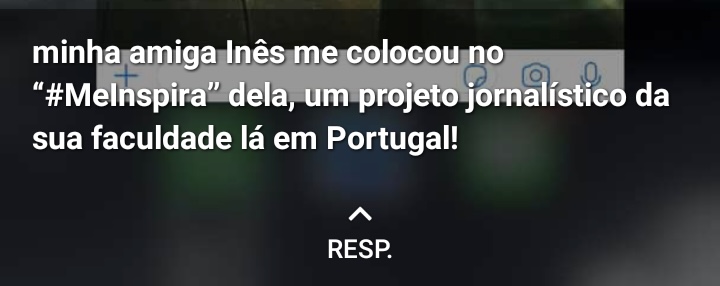 minha amiga Inês me colocou no
“#MeInspira” dela, um projeto jornalístico da
sua faculdade lá em Portugal!
RESP.